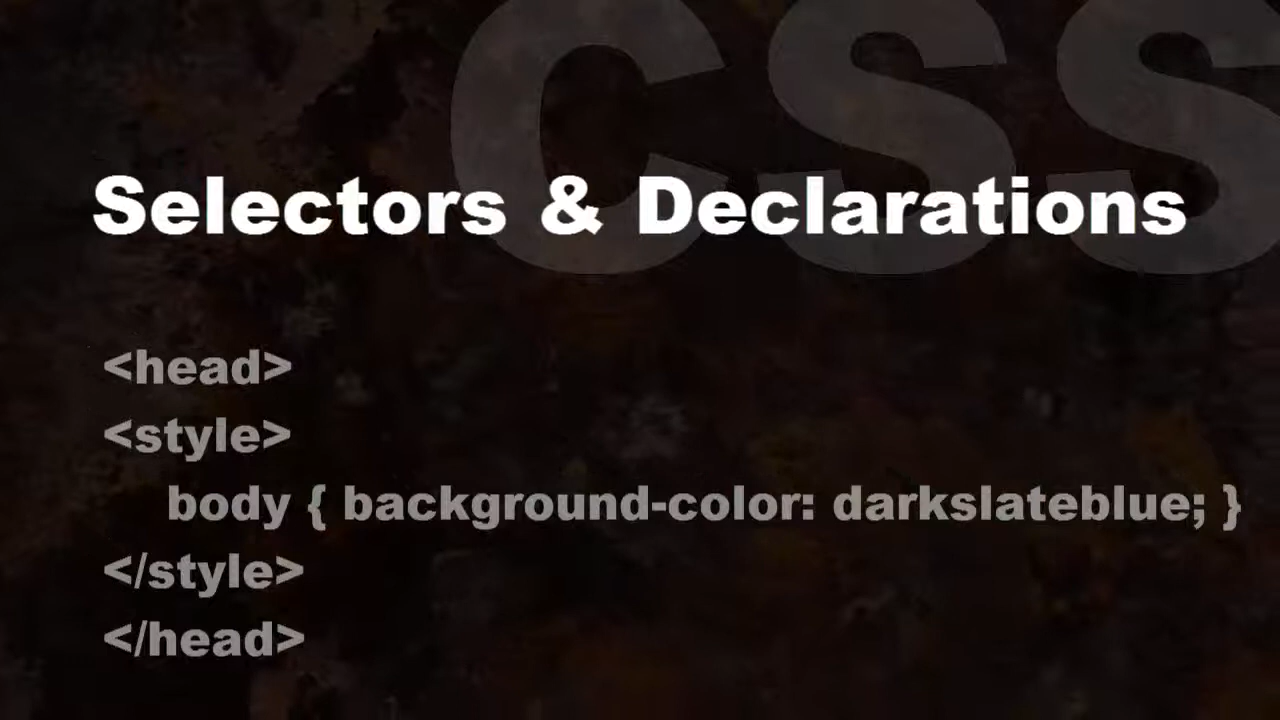 css
Selectors & Declarations
<head>
<style>
body { background-color: darkslateblue; }
</style>
</head>